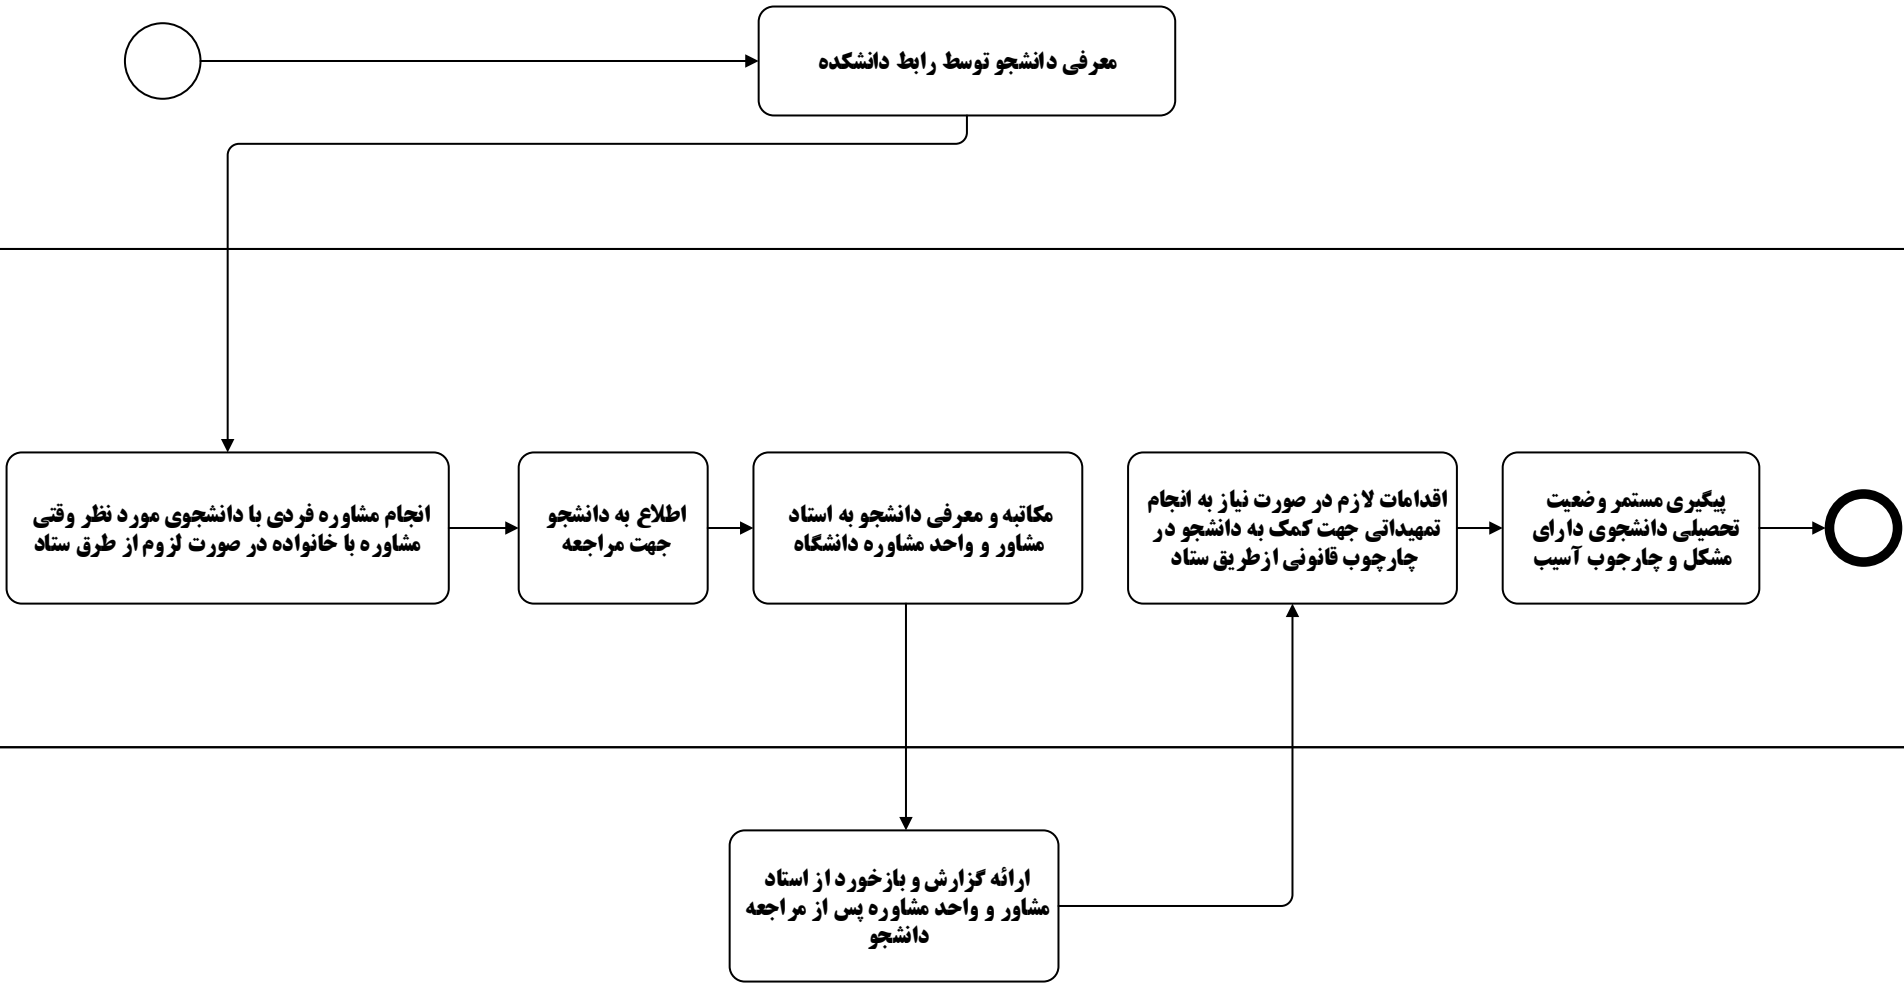 معرفی دانشجو توسط رابط دانشکده
انجام مشاوره فردی با دانشجوی مورد نظر وقتی
مشاوره با خانواده در صورت لزوم از طرق ستاد
اطلاع به دانشجو
جهت مراجعه
مکاتبه و معرفی دانشجو به استاد
مشاور و واحد مشاوره دانشگاه
ارائه گزارش و بازخورد از استاد
مشاور و واحد مشاوره پس از مراجعه
دانشجو
اقدامات لازم در صورت نیاز به انجام
تمهیداتی جهت کمک به دانشجو در
چارچوب قانونی ازطریق ستاد
پیگیری مستمر وضعیت
تحصیلی دانشجوی دارای
مشکل و چارجوب آسیب